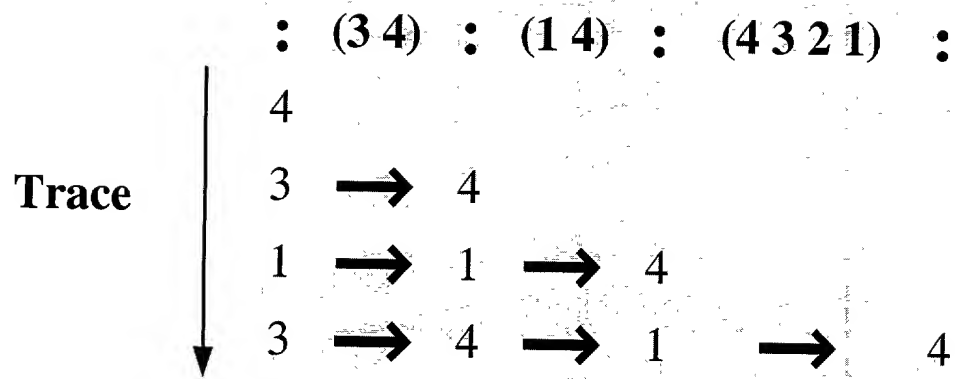 : (3 4) : (1 4) : (4 3 2 1) :
4
Trace
3 → 4
1 → 1 → 4
3 → 4 → 1 → 4